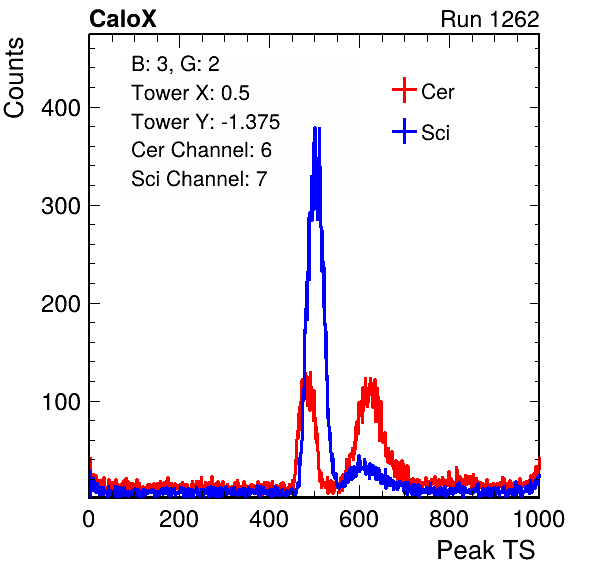 CaloX Run 1262
Counts
B: 3, G: 2
Tower X: 0.5
Tower Y: -1.375
Cer Channel: 6
Sci Channel: 7
Cer
Sci
400
300
200
100
0 200 400 600 800 1000
Peak TS